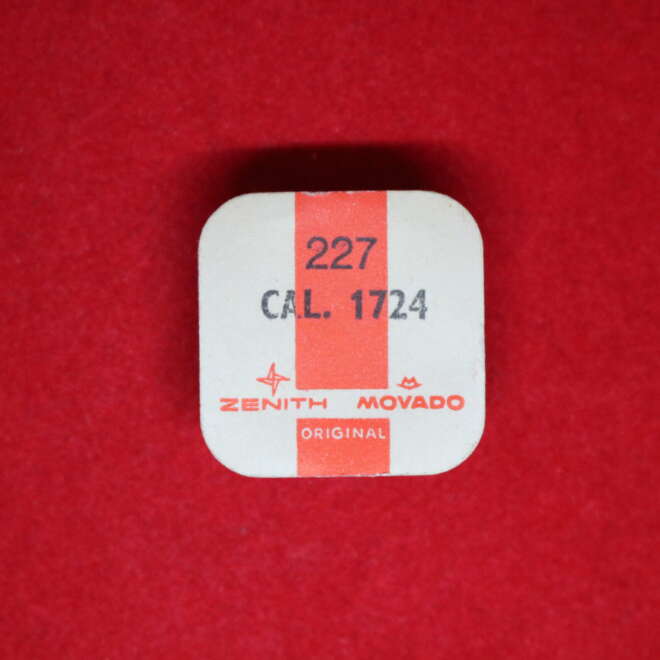 227
CAL. 1724
ZENITH MOVADO
ORIGINAL